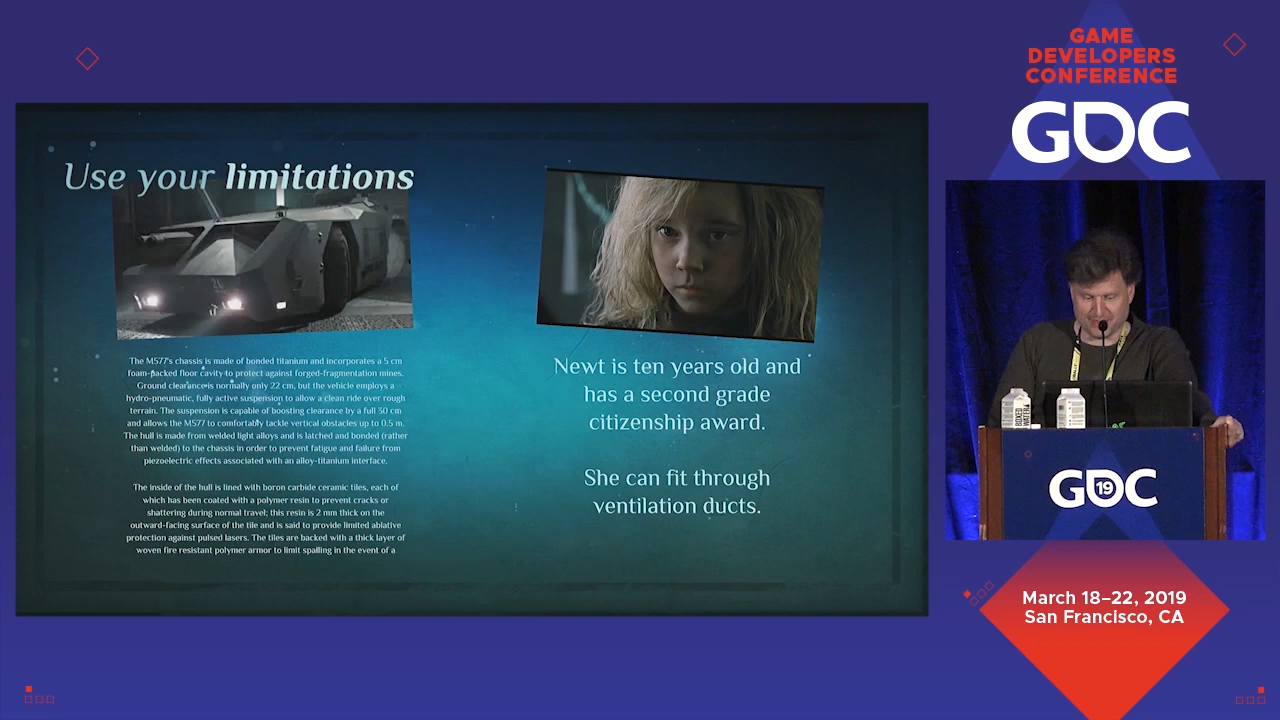 GAME
DEVELOPERS
CONFERENCE
GDC
Use your limitations
The M577's chassis is made of bonded titanium and incorporates a 5 cm
foam-packed floor cavity to protect against forged-fragmentation mines.
Ground clearance is normally only 22 cm, but the vehicle employs a
hydro-pneumatic, fully active suspension to allow a clean ride over rough
terrain. The suspension is capable of boosting clearance by a full 30 cm
and allows the M577 to comfortably tackle vertical obstacles up to 0.5 m.
The hull is made from welded light alloys and is latched and bonded (rather
than welded) to the chassis in order to prevent fatigue and failure from
piezoelectric effects associated with an alloy-titanium interface.
The inside of the hull is lined with boron carbide ceramic tiles, each of
which has been coated with a polymer resin to prevent cracks or
shattering during normal travel; this resin is 2 mm thick on the
outward-facing surface of the tile and is said to provide limited ablative
protection against pulsed lasers. The tiles are backed with a thick layer of
woven fire resistant polymer armor to limit spalling in the event of a
Newt is ten years old and
has a second grade
citizenship award.
She can fit through
ventilation ducts.
BOXED
WATER
GDC
19
March 18–22, 2019
San Francisco, CA